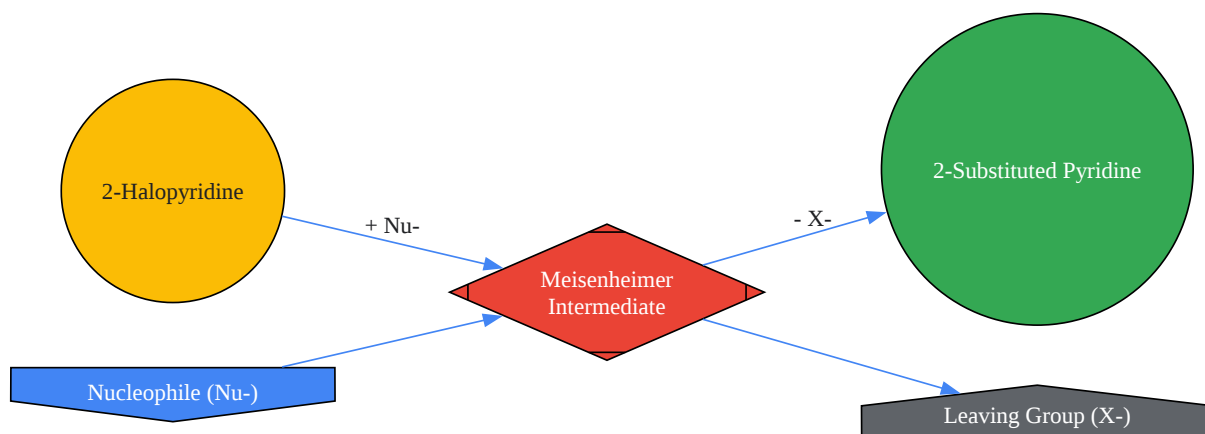 2-Halopyridine
2-Substituted Pyridine
+ Nu-
- X-
Meisenheimer
Intermediate
Nucleophile (Nu-)
Leaving Group (X-)